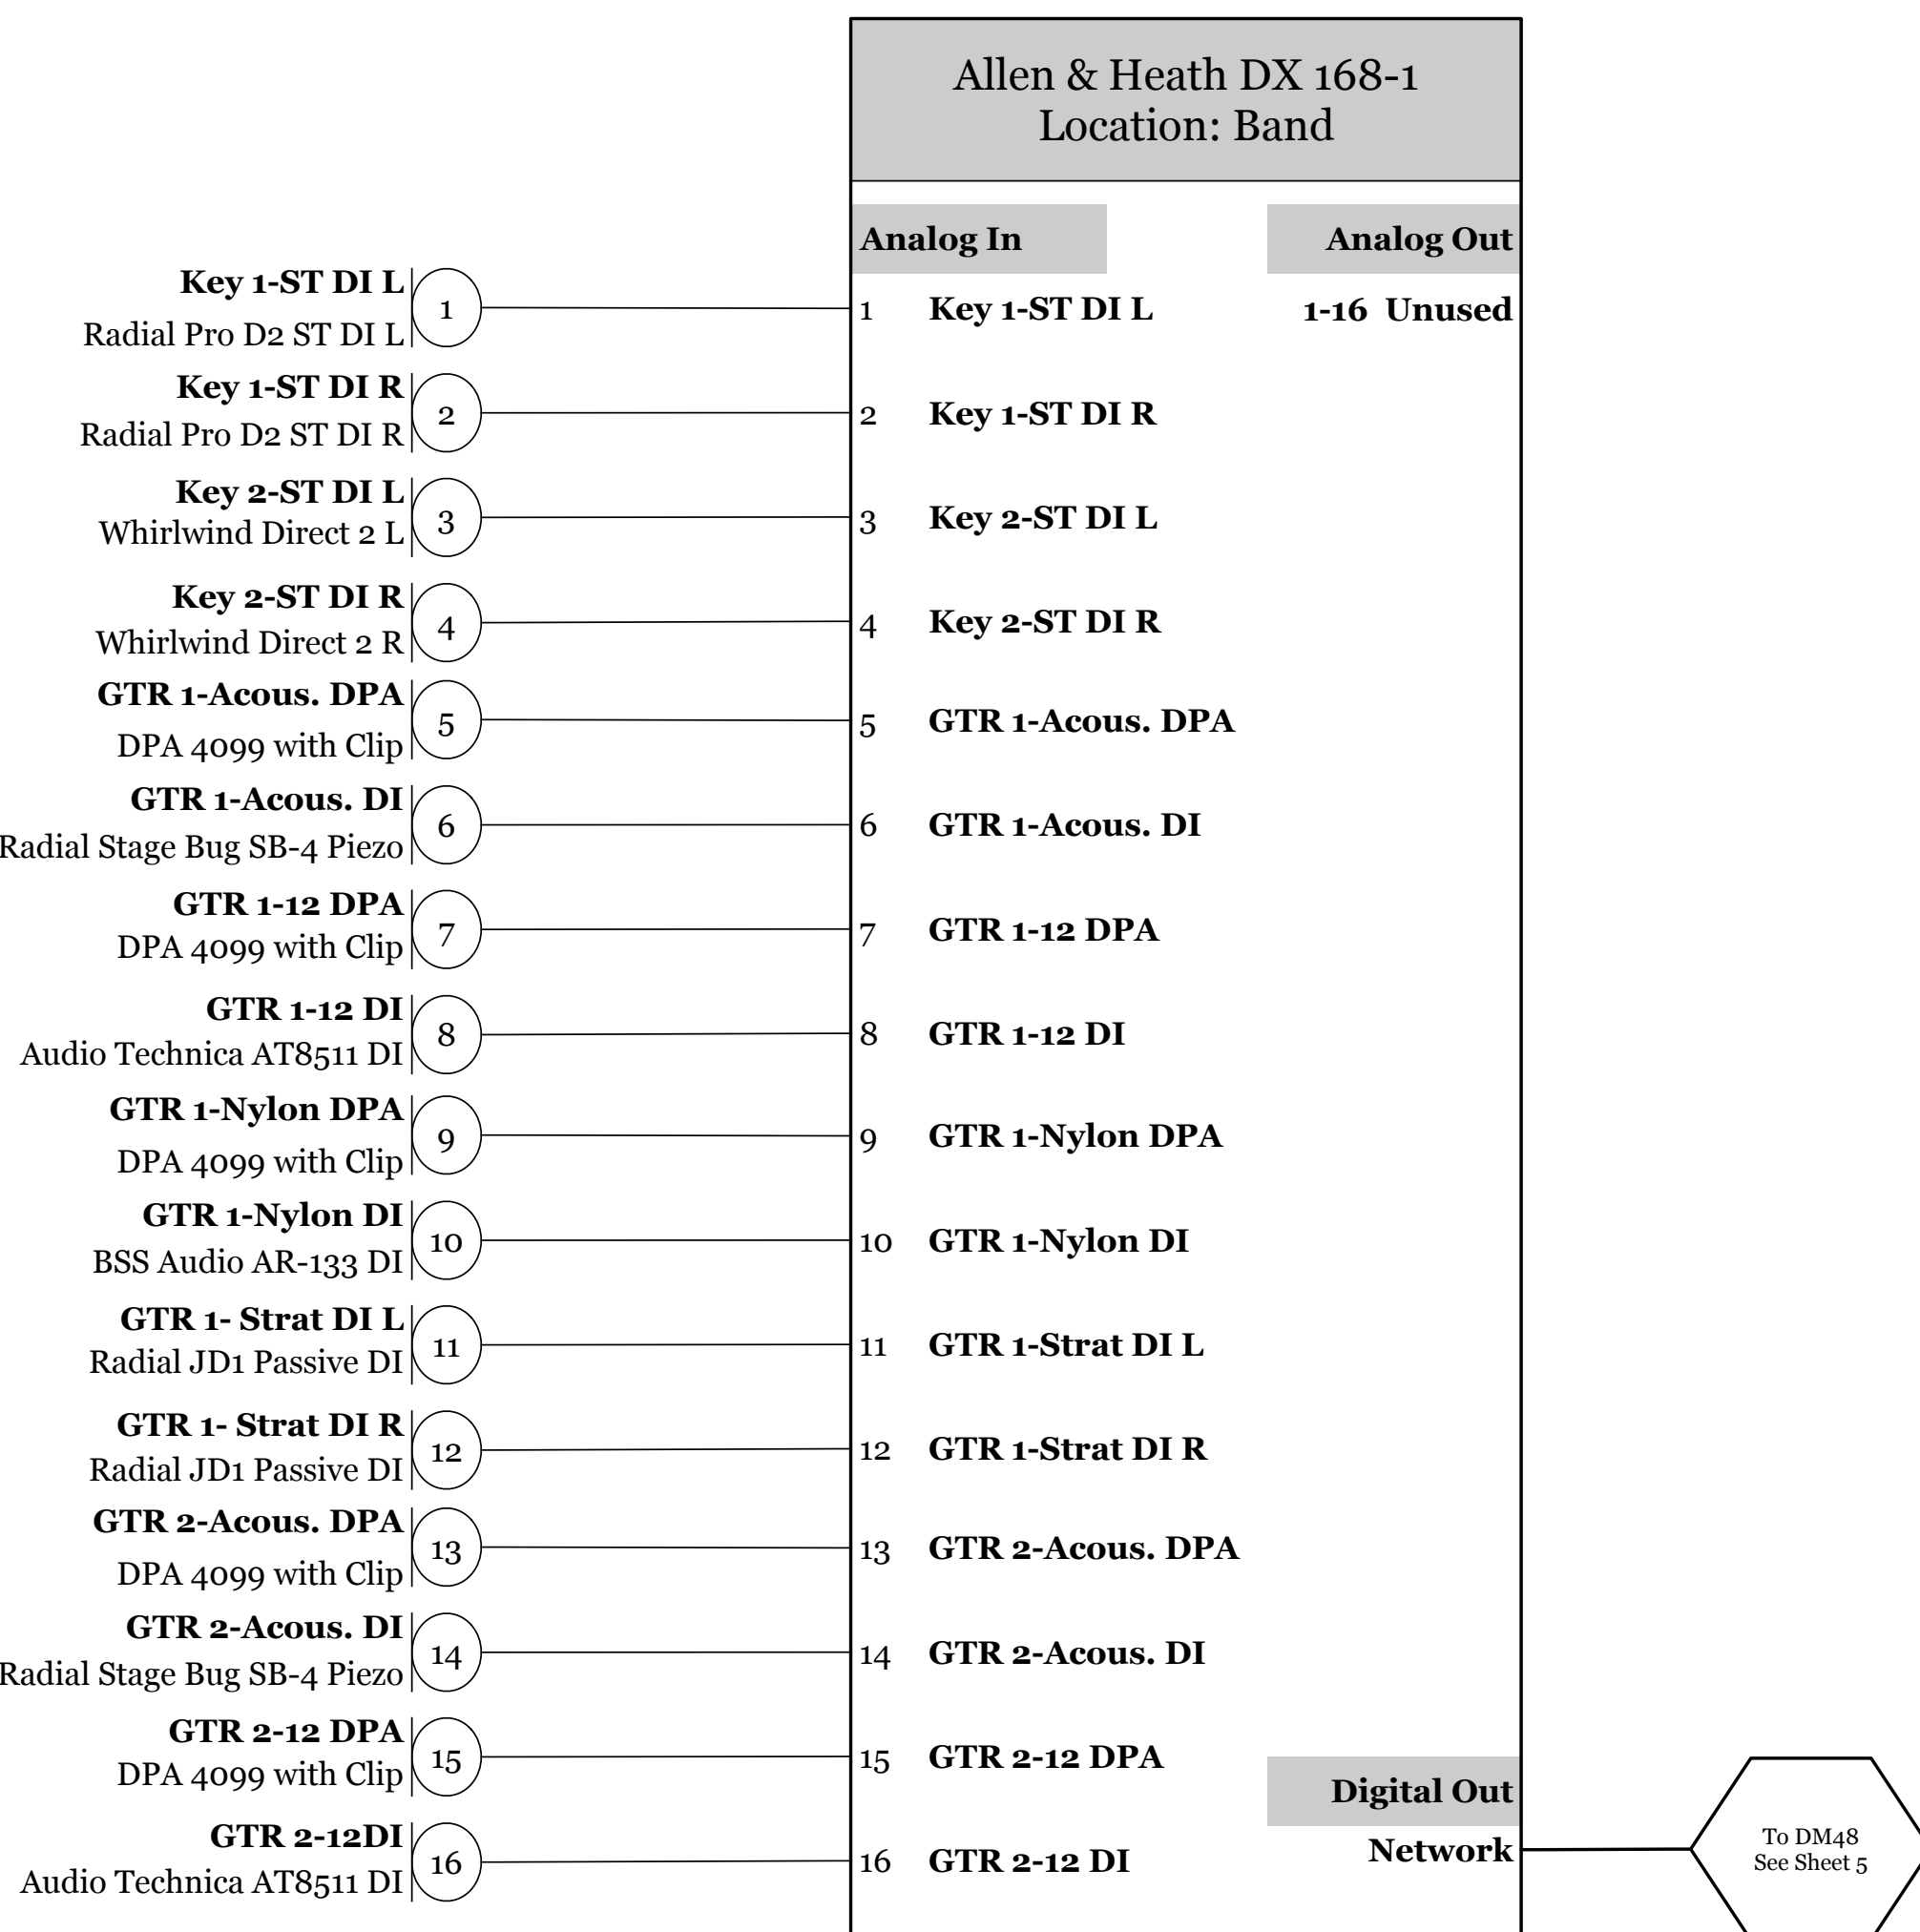 Allen & Heath DX 168-1
Location: Band
Analog In
Analog Out
Key 1-ST DI L
Radial Pro D2 ST DI L
1
1 Key 1-ST DI L
1-16 Unused
Key 1-ST DI R
Radial Pro D2 ST DI R
2
2 Key 1-ST DI R
Key 2-ST DI L
Whirlwind Direct 2 L
3
3 Key 2-ST DI L
Key 2-ST DI R
Whirlwind Direct 2 R
4
4 Key 2-ST DI R
GTR 1-Acous. DPA
DPA 4099 with Clip
5
5 GTR 1-Acous. DPA
GTR 1-Acous. DI
Radial Stage Bug SB-4 Piezo
6
6 GTR 1-Acous. DI
GTR 1-12 DPA
DPA 4099 with Clip
7
7 GTR 1-12 DPA
GTR 1-12 DI
Audio Technica AT8511 DI
8
8 GTR 1-12 DI
GTR 1-Nylon DPA
DPA 4099 with Clip
9
9 GTR 1-Nylon DPA
GTR 1-Nylon DI
BSS Audio AR-133 DI
10
10 GTR 1-Nylon DI
GTR 1- Strat DI L
Radial JD1 Passive DI
11
11 GTR 1-Strat DI L
GTR 1- Strat DI R
Radial JD1 Passive DI
12
12 GTR 1-Strat DI R
GTR 2-Acous. DPA
DPA 4099 with Clip
13
13 GTR 2-Acous. DPA
GTR 2-Acous. DI
Radial Stage Bug SB-4 Piezo
14
14 GTR 2-Acous. DI
GTR 2-12 DPA
DPA 4099 with Clip
15
15 GTR 2-12 DPA
Digital Out
GTR 2-12DI
Audio Technica AT8511 DI
16
16 GTR 2-12 DI
Network
To DM48
See Sheet 5